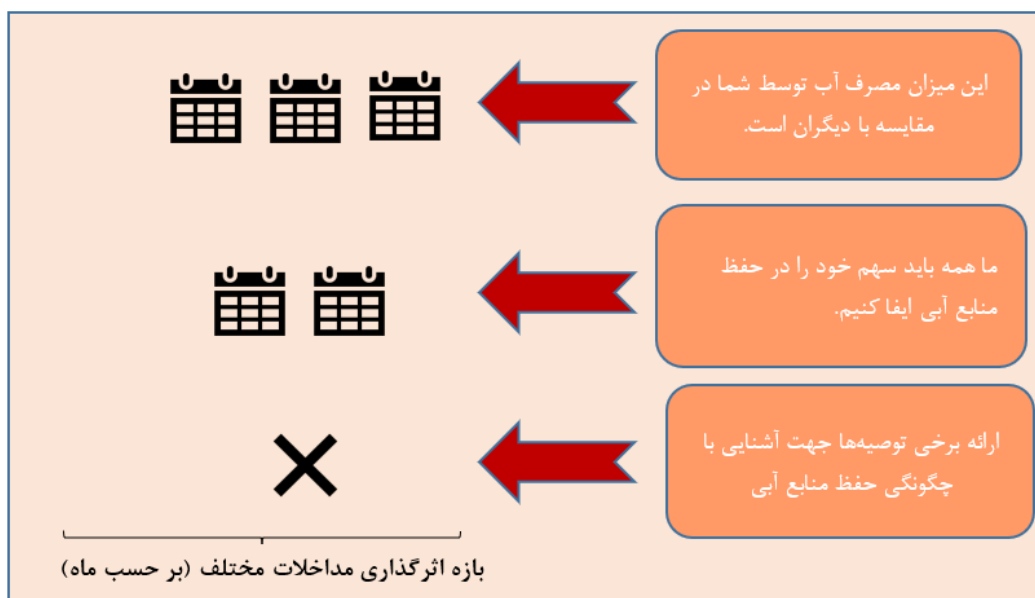 این میزان مصرف آب توسط شما در
مقایسه با دیگران است.
ما همه باید سهم خود را در حفظ
منابع آبی ایفا کنیم.
ارائه برخی توصیه‌ها جهت آشنایی با
چگونگی حفظ منابع آبی
بازه اثرگذاری مداخلات مختلف (بر حسب ماه)